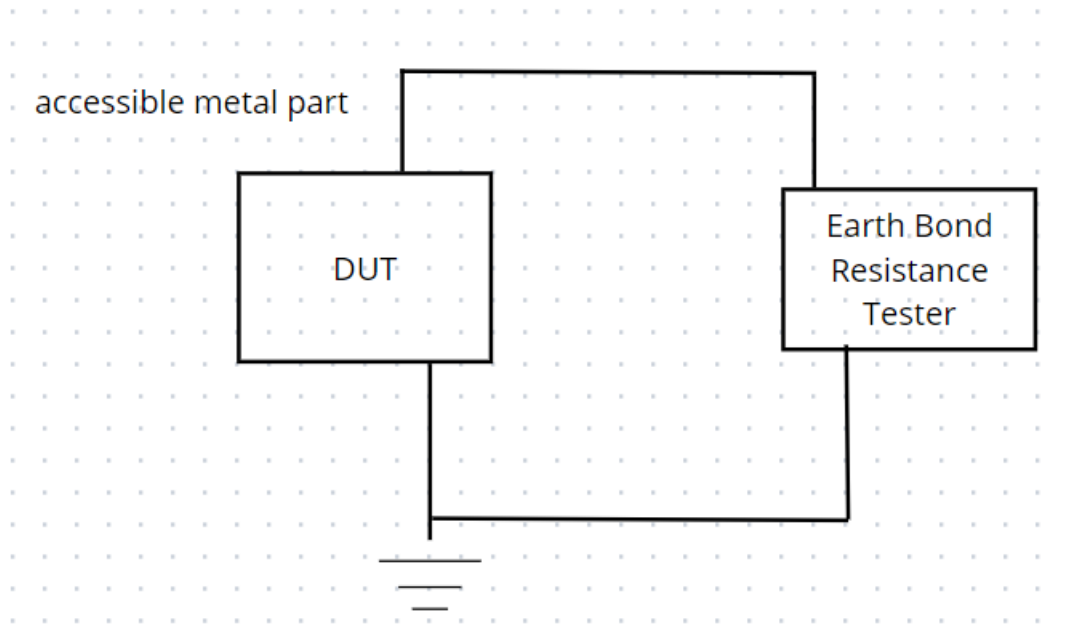 accessible metal part
DUT
Earth Bond
Resistance
Tester